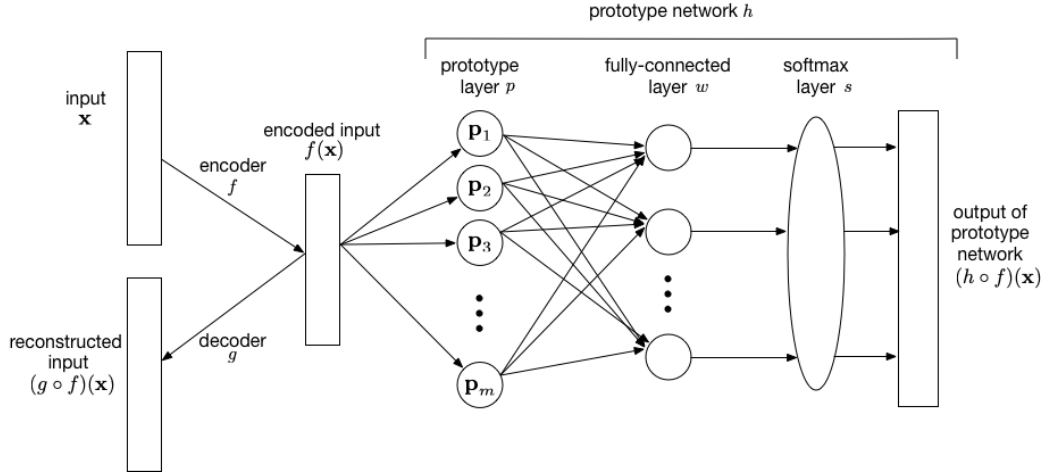 prototype network h
input
x
encoder
f
encoded input
f(x)
decoder
g
reconstructed
input
(g ∘ f)(x)
prototype
layer p
p₁
p₂
p₃
pₘ
fully-connected
layer w
softmax
layer s
output of
prototype
network
(h ∘ f)(x)